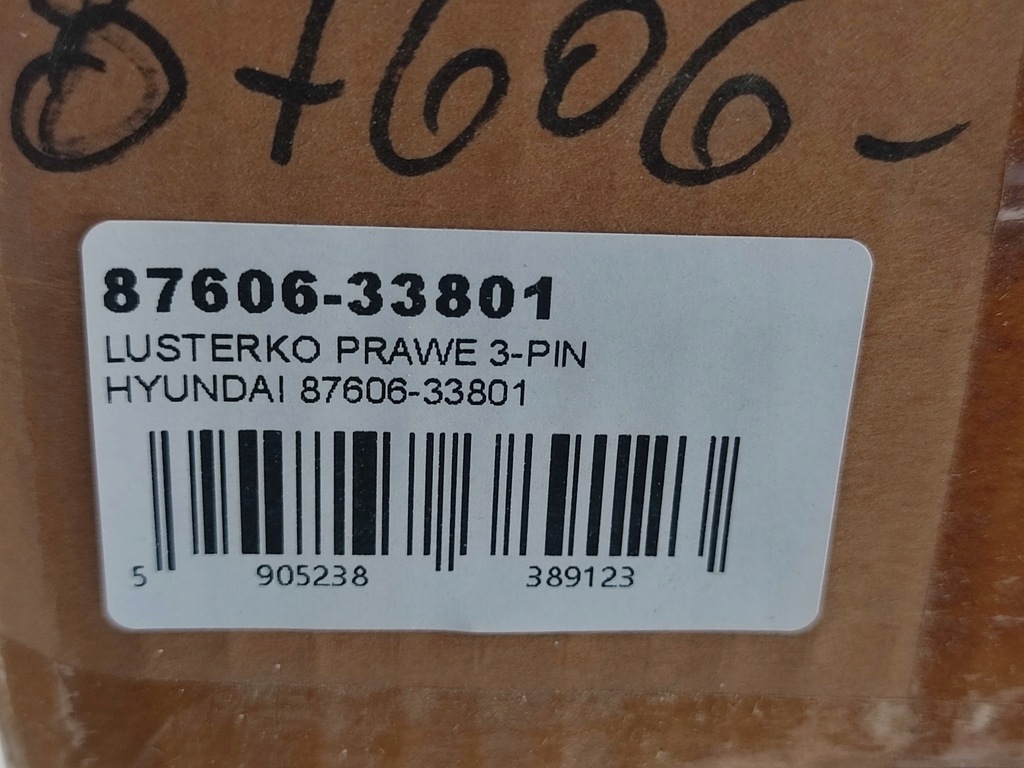 87606-
87606-33801
LUSTERKO PRAWE 3-PIN
HYUNDAI 87606-33801
5 905238 389123